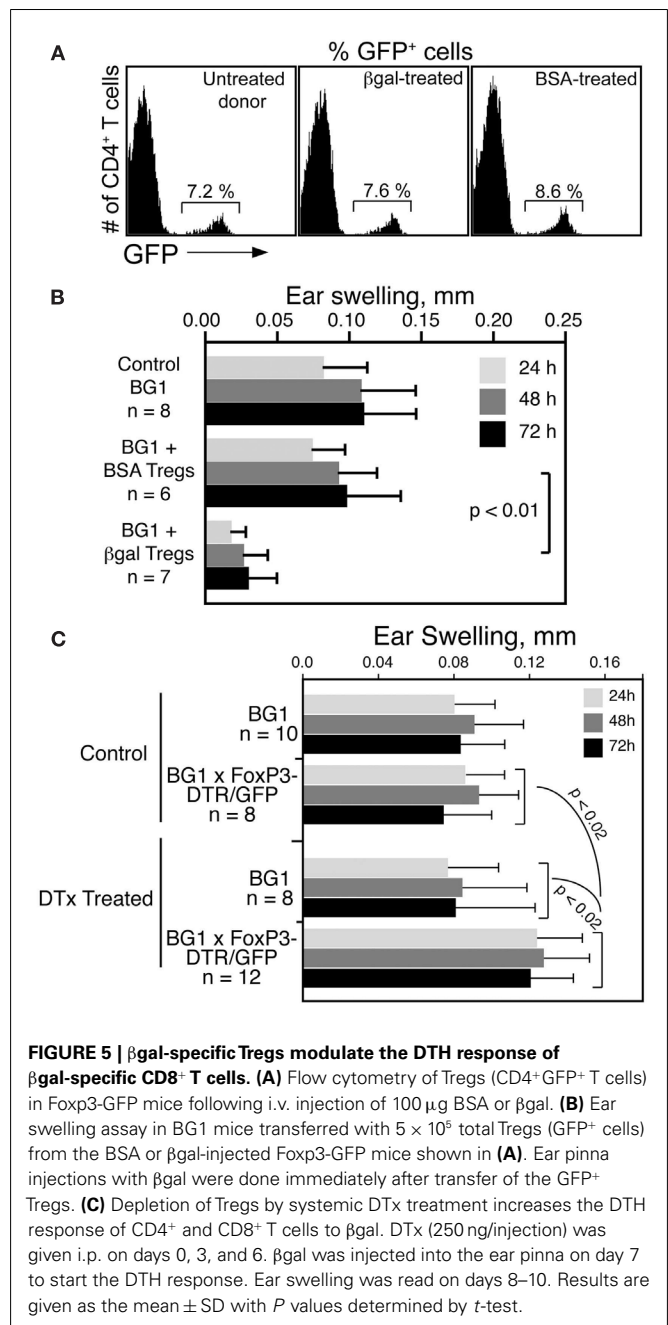 A
% GFP+ cells
Untreated donor
βgal-treated
BSA-treated
7.2 %
7.6 %
8.6 %
# of CD4+ T cells
GFP
B
Ear swelling, mm
0.00 0.05 0.10 0.15 0.20 0.25
Control
BG1
n = 8
BG1 +
BSA Tregs
n = 6
BG1 +
βgal Tregs
n = 7
24 h
48 h
72 h
p < 0.01
C
Ear Swelling, mm
0.0 0.04 0.08 0.12 0.16
24h
48h
72h
Control
BG1
n = 10
BG1 x FoxP3-
DTR/GFP
n = 8
DTx Treated
BG1
n = 8
BG1 x FoxP3-
DTR/GFP
n = 12
p < 0.02
p < 0.02
FIGURE 5 | βgal-specific Tregs modulate the DTH response of
βgal-specific CD8+ T cells. (A) Flow cytometry of Tregs (CD4+GFP+ T cells)
in Foxp3-GFP mice following i.v. injection of 100 μg BSA or βgal. (B) Ear
swelling assay in BG1 mice transferred with 5 × 10⁵ total Tregs (GFP+ cells)
from the BSA or βgal-injected Foxp3-GFP mice shown in (A). Ear pinna
injections with βgal were done immediately after transfer of the GFP+
Tregs. (C) Depletion of Tregs by systemic DTx treatment increases the DTH
response of CD4+ and CD8+ T cells to βgal. DTx (250 ng/injection) was
given i.p. on days 0, 3, and 6. βgal was injected into the ear pinna on day 7
to start the DTH response. Ear swelling was read on days 8–10. Results are
given as the mean ± SD with P values determined by t-test.